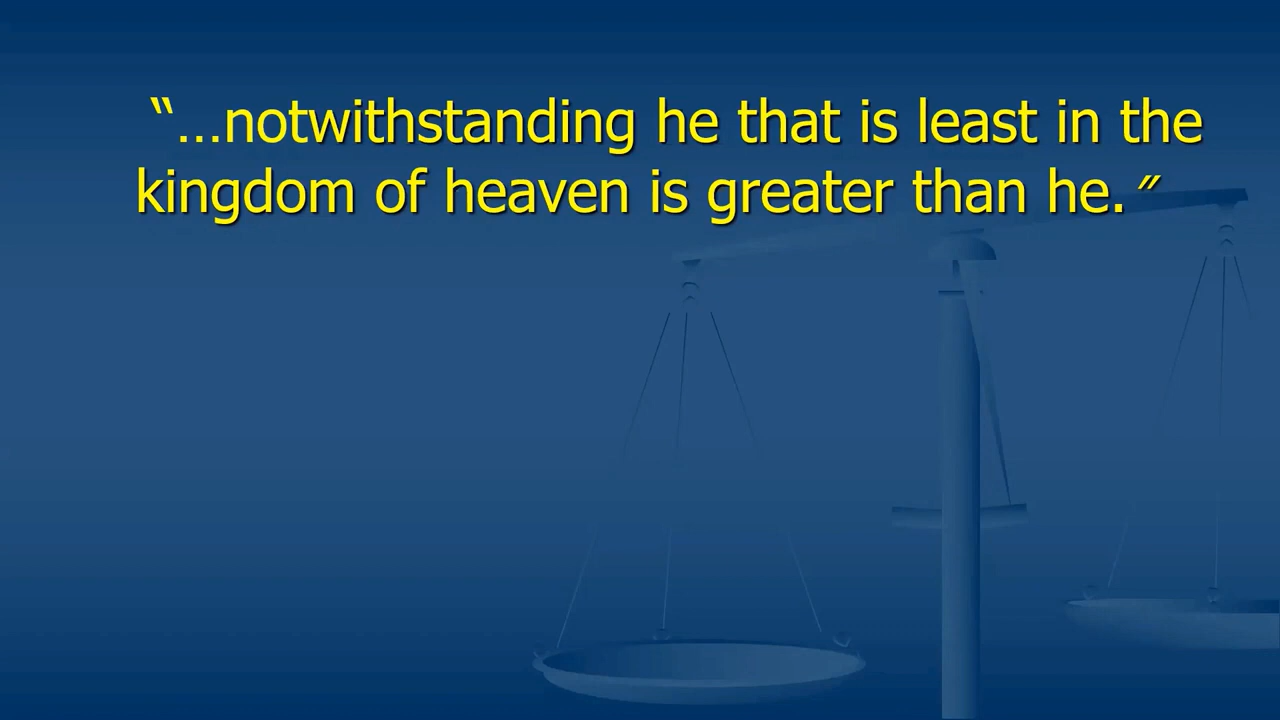 “…notwithstanding he that is least in the
kingdom of heaven is greater than he.”